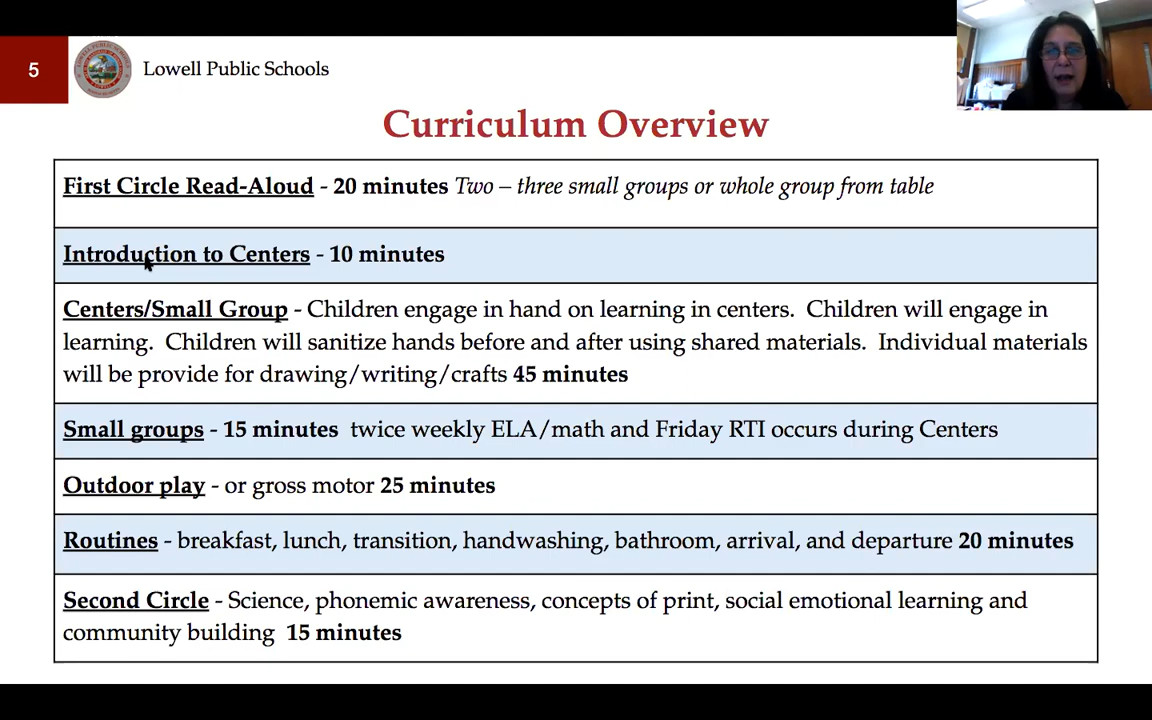 5
Lowell Public Schools
Curriculum Overview
First Circle Read-Aloud - 20 minutes Two – three small groups or whole group from table
Introduction to Centers - 10 minutes
Centers/Small Group - Children engage in hand on learning in centers. Children will engage in
learning. Children will sanitize hands before and after using shared materials. Individual materials
will be provide for drawing/writing/crafts 45 minutes
Small groups - 15 minutes twice weekly ELA/math and Friday RTI occurs during Centers
Outdoor play - or gross motor 25 minutes
Routines - breakfast, lunch, transition, handwashing, bathroom, arrival, and departure 20 minutes
Second Circle - Science, phonemic awareness, concepts of print, social emotional learning and
community building 15 minutes